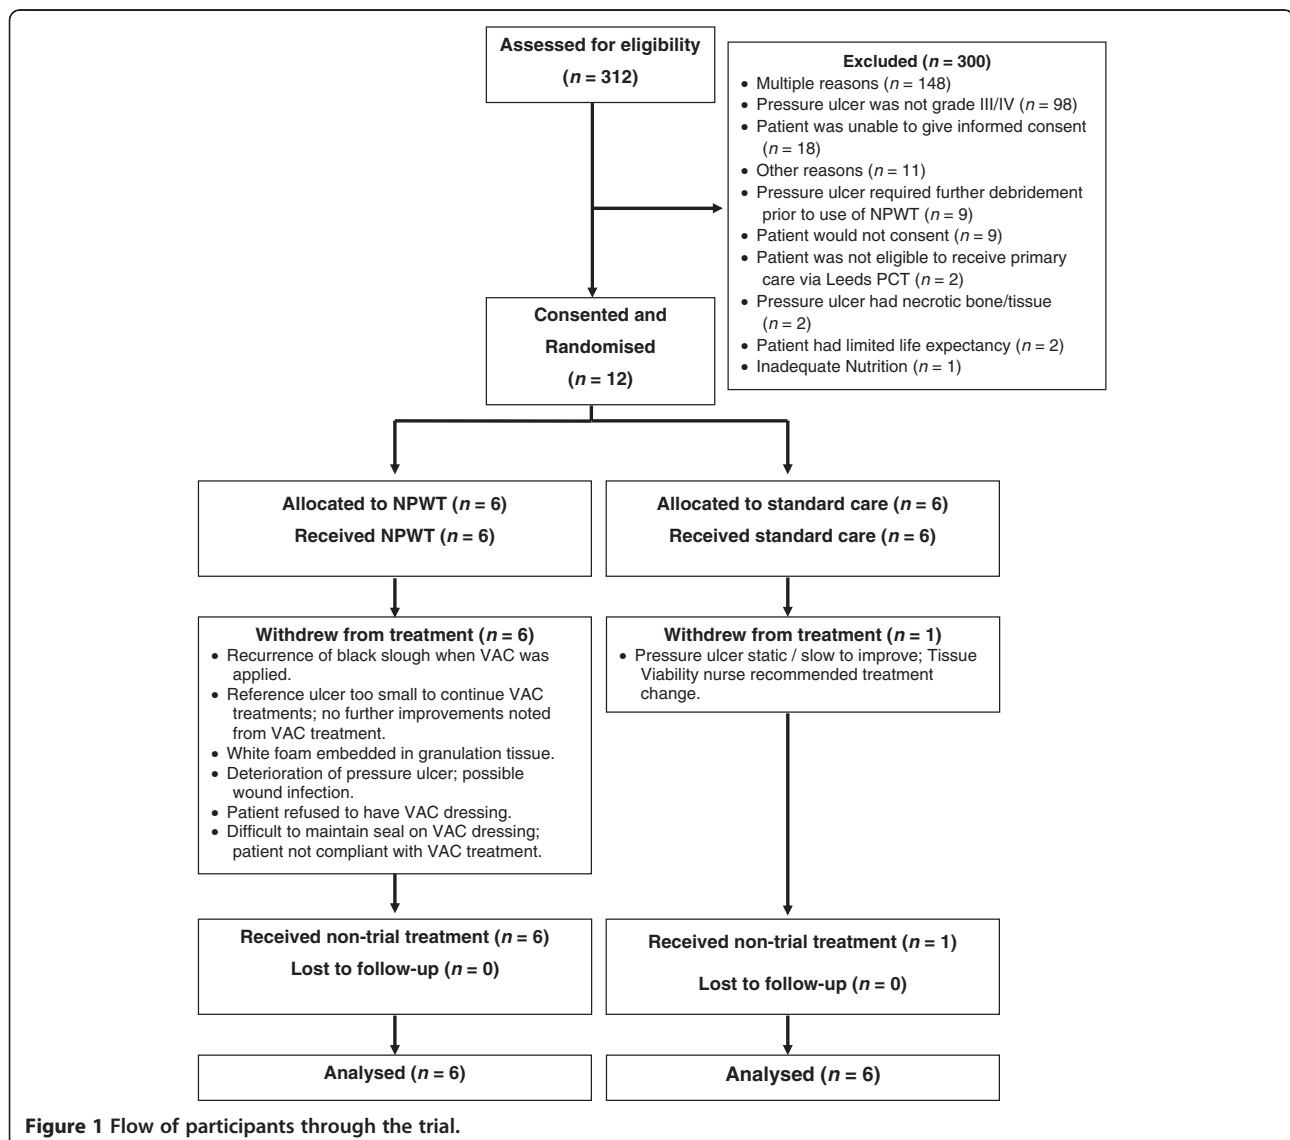 Assessed for eligibility
(n = 312)
Excluded (n = 300)
• Multiple reasons (n = 148)
• Pressure ulcer was not grade III/IV (n = 98)
• Patient was unable to give informed consent
(n = 18)
• Other reasons (n = 11)
• Pressure ulcer required further debridement
prior to use of NPWT (n = 9)
• Patient would not consent (n = 9)
• Patient was not eligible to receive primary
care via Leeds PCT (n = 2)
• Pressure ulcer had necrotic bone/tissue
(n = 2)
• Patient had limited life expectancy (n = 2)
• Inadequate Nutrition (n = 1)
Consented and
Randomised
(n = 12)
Allocated to NPWT (n = 6)
Received NPWT (n = 6)
Allocated to standard care (n = 6)
Received standard care (n = 6)
Withdrew from treatment (n = 6)
• Recurrence of black slough when VAC was
applied.
• Reference ulcer too small to continue VAC
treatments; no further improvements noted
from VAC treatment.
• White foam embedded in granulation tissue.
• Deterioration of pressure ulcer; possible
wound infection.
• Patient refused to have VAC dressing.
• Difficult to maintain seal on VAC dressing;
patient not compliant with VAC treatment.
Withdrew from treatment (n = 1)
• Pressure ulcer static / slow to improve; Tissue
Viability nurse recommended treatment
change.
Received non-trial treatment (n = 6)
Lost to follow-up (n = 0)
Received non-trial treatment (n = 1)
Lost to follow-up (n = 0)
Analysed (n = 6)
Analysed (n = 6)
Figure 1 Flow of participants through the trial.